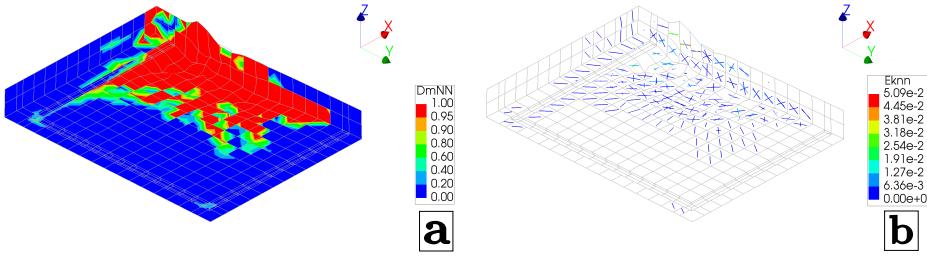 Z
X
Y
DmNN
1.00
0.95
0.90
0.80
0.60
0.40
0.20
0.00
a
Z
X
Y
Eknn
5.09e-2
4.45e-2
3.81e-2
3.18e-2
2.54e-2
1.91e-2
1.27e-2
6.36e-3
0.00e+0
b